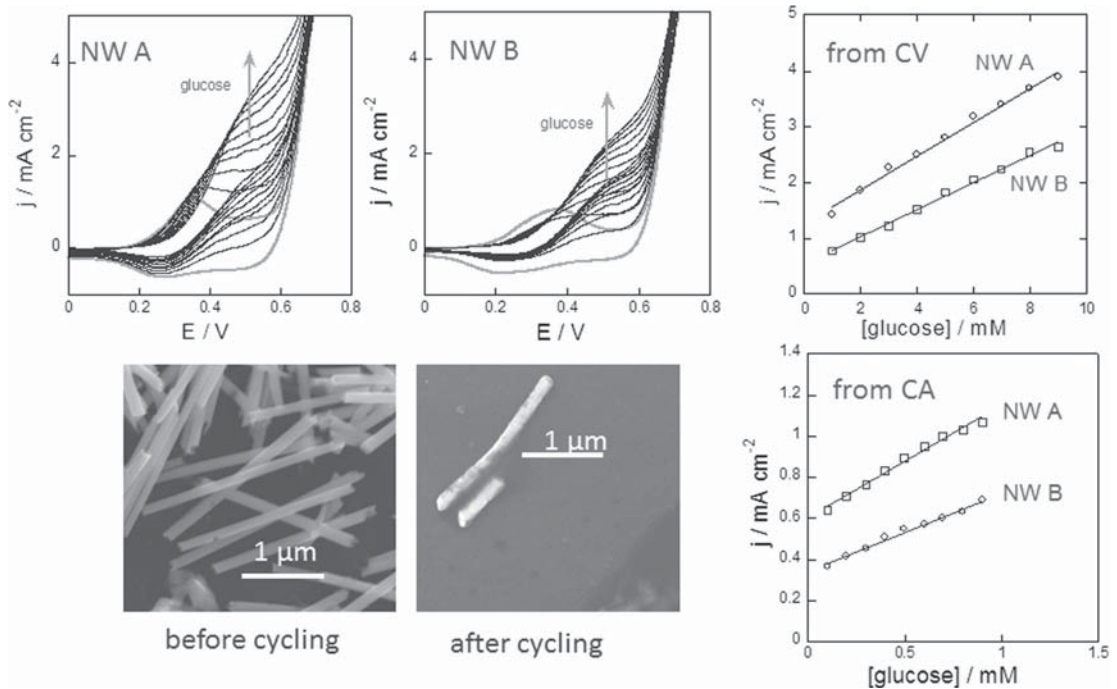 NW A
glucose
j / mA cm-2
4
2
0
0
0.2
0.4
0.6
0.8
E / V
NW B
glucose
j / mA cm-2
4
2
0
0
0.2
0.4
0.6
0.8
E / V
from CV
NW A
NW B
j / mA cm-2
5
4
3
2
1
0
0
2
4
6
8
10
[glucose] / mM
1 µm
before cycling
1 µm
after cycling
from CA
NW A
NW B
j / mA cm-2
1.4
1.2
1
0.8
0.6
0.4
0.2
0
0
0.5
1
1.5
[glucose] / mM